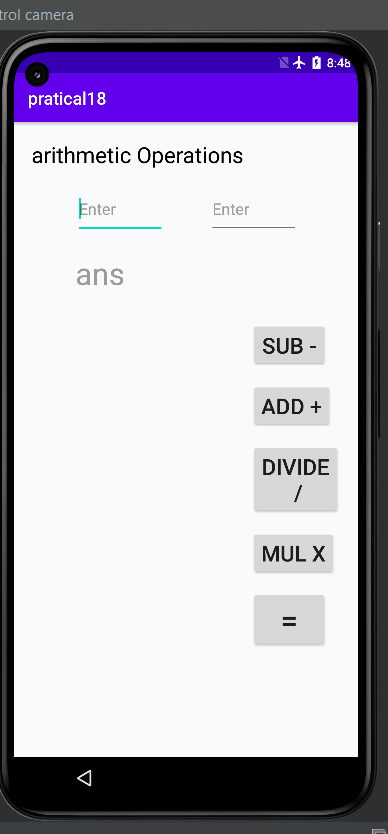 trol camera
8:48
pratical18
arithmetic Operations
Enter Enter
ans
SUB -
ADD +
DIVIDE
/
MUL X
=